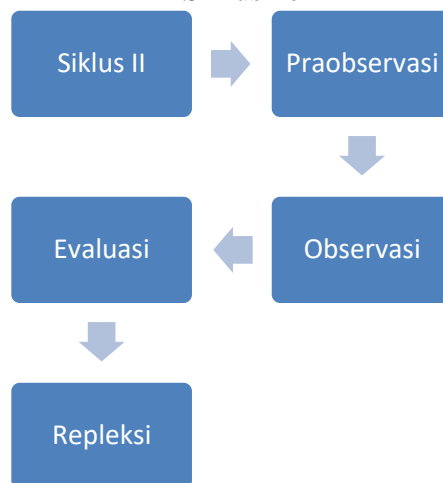 Siklus II
Praobservasi
Observasi
Evaluasi
Repleksi